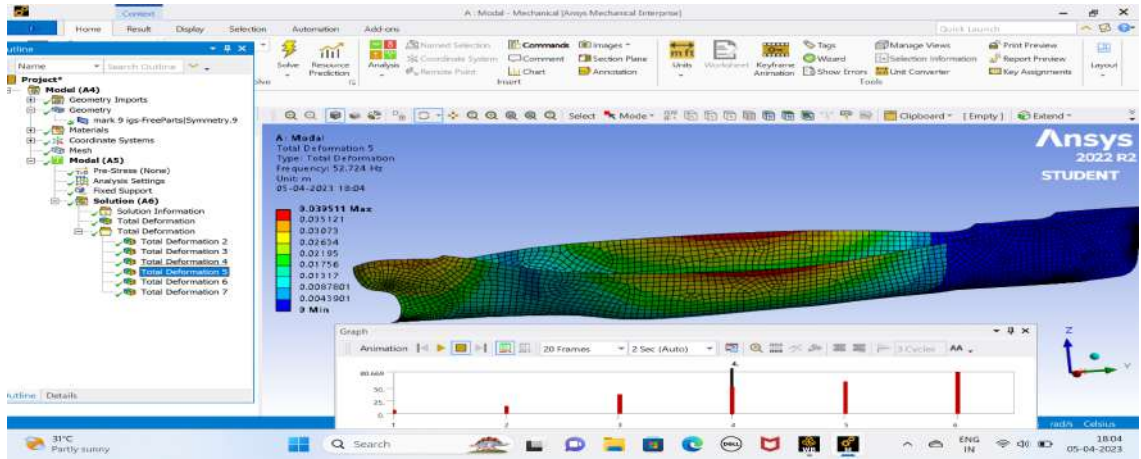 Context
A : Modal - Mechanical [Ansys Mechanical Enterprise]
Home Result Display Selection Automation Add-ons
Quick Launch
Outline
Name Search Outline
Solve
Resource Prediction
Analysis
Named Selection
Coordinate System
Remote Point
Commands
Comment
Chart
Images
Section Plane
Annotation
Insert
Units
Worksheet
Keyframe Animation
Tags
Wizard
Show Errors
Manage Views
Selection Information
Unit Converter
Print Preview
Report Preview
Key Assignments
Tools
Layout
Select Mode Clipboard [Empty] Extend
Project*
Model (A4)
Geometry Imports
Geometry
mark 9 igs-FreeParts|Symmetry.9
Materials
Coordinate Systems
Mesh
Modal (A5)
Pre-Stress (None)
Analysis Settings
Fixed Support
Solution (A6)
Solution Information
Total Deformation
Total Deformation
Total Deformation 2
Total Deformation 3
Total Deformation 4
Total Deformation 5
Total Deformation 6
Total Deformation 7
Outline Details
A: Modal
Total Deformation 5
Type: Total Deformation
Frequency: 52.724 Hz
Unit: m
05-04-2023 18:04
0.039511 Max
0.035121
0.03073
0.02634
0.02195
0.01756
0.01317
0.0087801
0.0043901
0 Min
Ansys
2022 R2
STUDENT
Graph
Animation 20 Frames 2 Sec (Auto) 3 Cycles
50.
25.
0.
1 2 3 4 5 6
Z
Y
rad/s Celsius
31°C
Partly sunny
Search
ENG
IN
18:04
05-04-2023